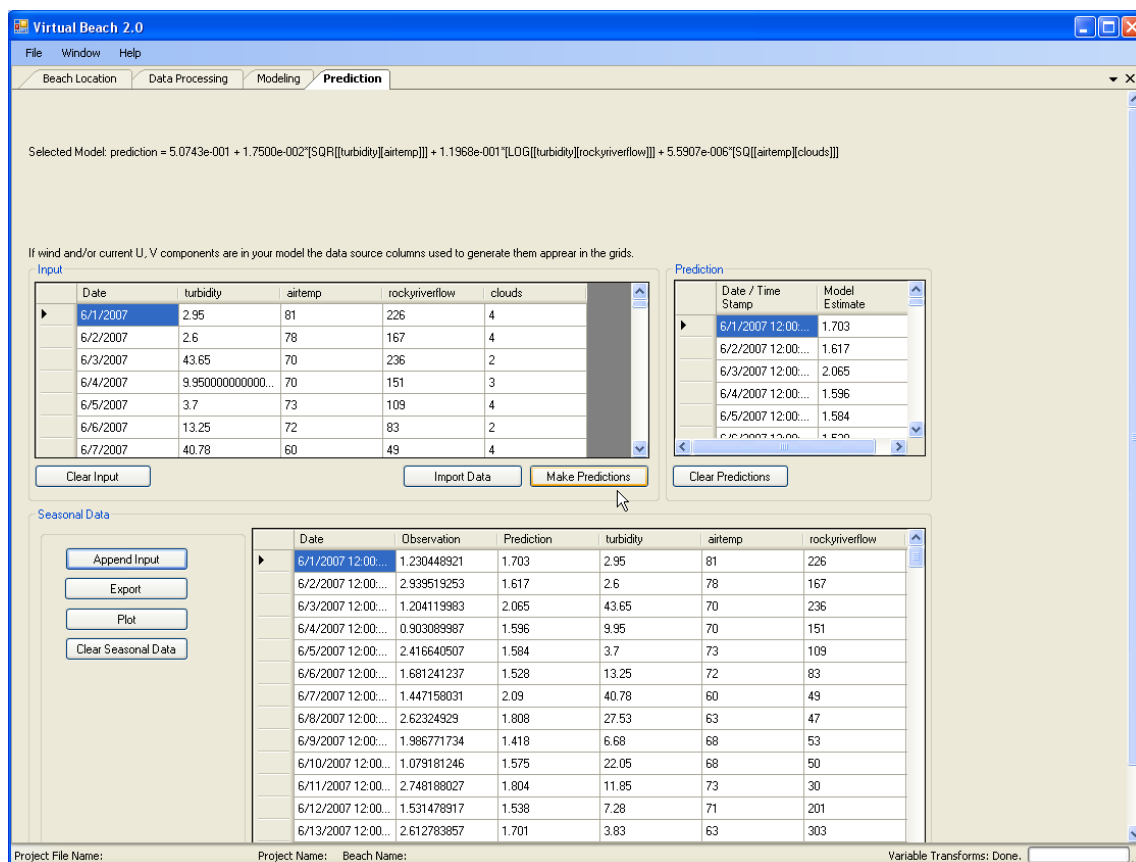 Virtual Beach 2.0
File Window Help
Beach Location Data Processing Modeling Prediction
Selected Model: prediction = 5.0743e-001 + 1.7500e-002*[SQR[[turbidity][airtemp]]] + 1.1968e-001*[LOG[[turbidity][rockyriverflow]]] + 5.5907e-006*[SQ[[airtemp][clouds]]]
If wind and/or current U, V components are in your model the data source columns used to generate them apprear in the grids.
Input
Date turbidity airtemp rockyriverflow clouds
6/1/2007 2.95 81 226 4
6/2/2007 2.6 78 167 4
6/3/2007 43.65 70 236 2
6/4/2007 9.950000000000... 70 151 3
6/5/2007 3.7 73 109 4
6/6/2007 13.25 72 83 2
6/7/2007 40.78 60 49 4
Clear Input Import Data Make Predictions
Prediction
Date / Time Stamp Model Estimate
6/1/2007 12:00:... 1.703
6/2/2007 12:00:... 1.617
6/3/2007 12:00:... 2.065
6/4/2007 12:00:... 1.596
6/5/2007 12:00:... 1.584
Clear Predictions
Seasonal Data
Append Input
Export
Plot
Clear Seasonal Data
Date Observation Prediction turbidity airtemp rockyriverflow
6/1/2007 12:00:... 1.230448921 1.703 2.95 81 226
6/2/2007 12:00:... 2.939519253 1.617 2.6 78 167
6/3/2007 12:00:... 1.204119983 2.065 43.65 70 236
6/4/2007 12:00:... 0.903089987 1.596 9.95 70 151
6/5/2007 12:00:... 2.416640507 1.584 3.7 73 109
6/6/2007 12:00:... 1.681241237 1.528 13.25 72 83
6/7/2007 12:00:... 1.447158031 2.09 40.78 60 49
6/8/2007 12:00:... 2.62324929 1.808 27.53 63 47
6/9/2007 12:00:... 1.986771734 1.418 6.68 68 53
6/10/2007 12:00... 1.079181246 1.575 22.05 68 50
6/11/2007 12:00... 2.748188027 1.804 11.85 73 30
6/12/2007 12:00... 1.531478917 1.538 7.28 71 201
6/13/2007 12:00... 2.612783857 1.701 3.83 63 303
Project File Name: Project Name: Beach Name: Variable Transforms: Done.